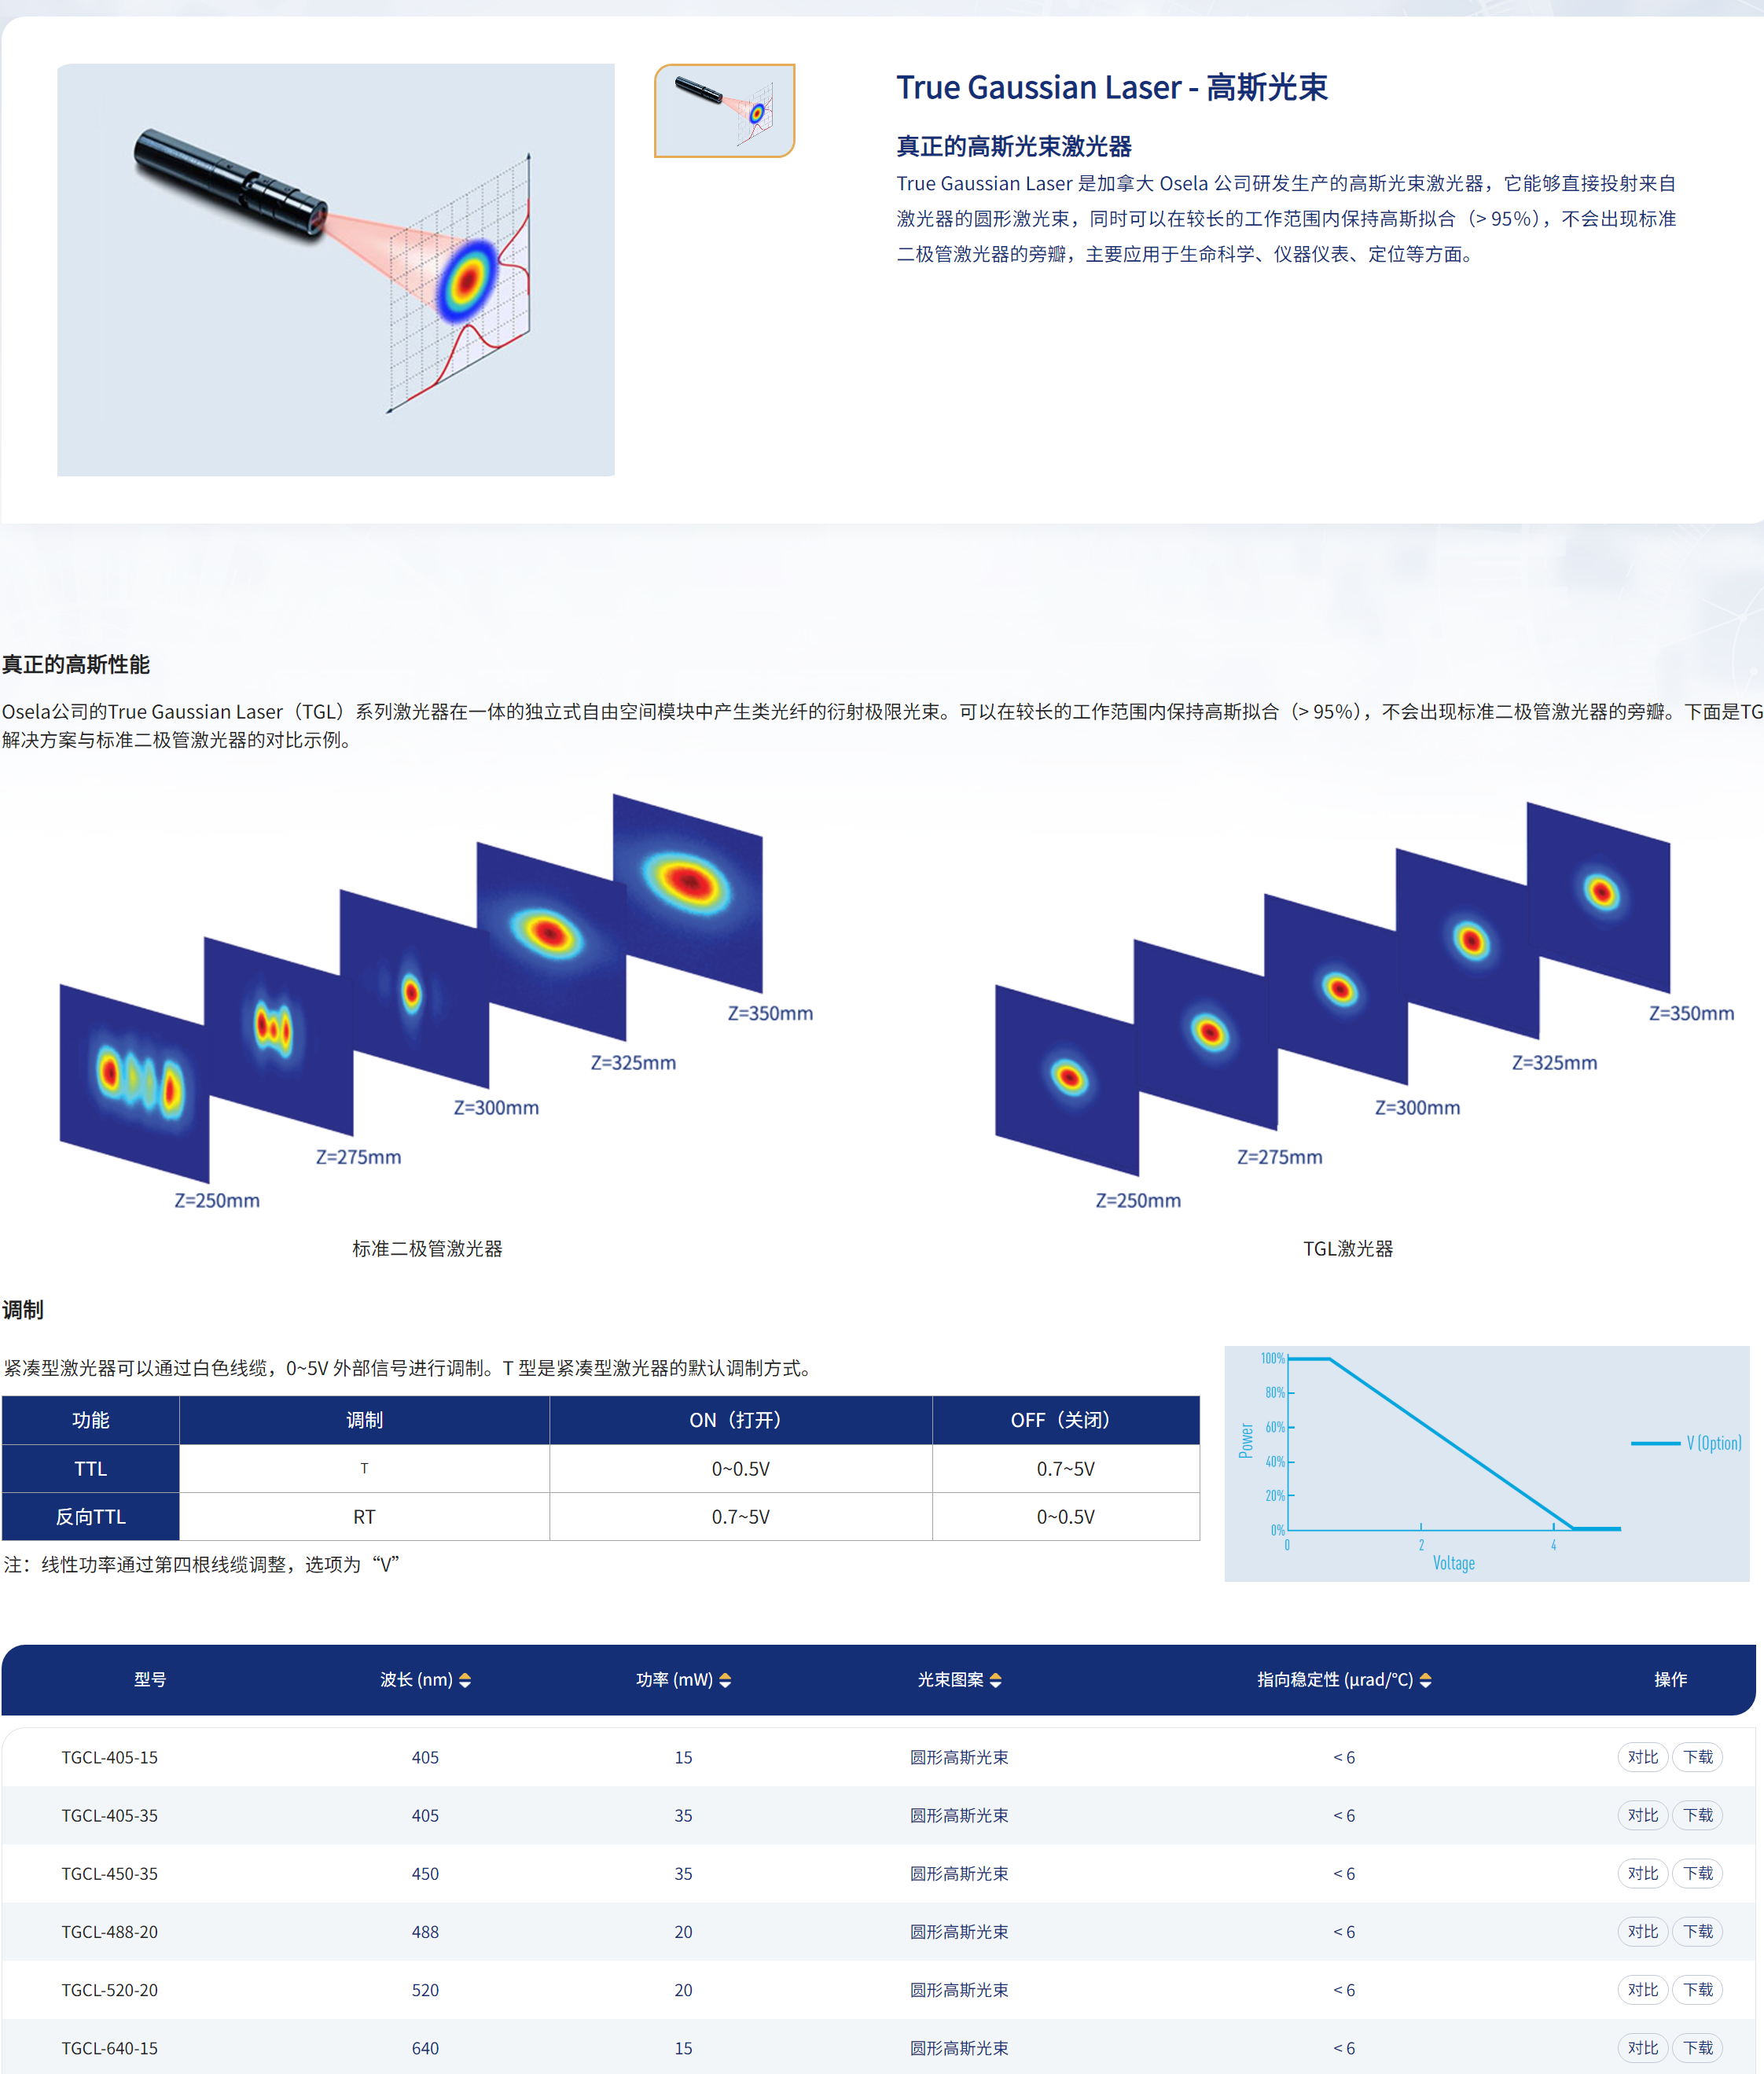 True Gaussian Laser - 高斯光束
真正的高斯光束激光器
True Gaussian Laser 是加拿大 Osela 公司研发生产的高斯光束激光器，它能够直接投射来自
激光器的圆形激光束，同时可以在较长的工作范围内保持高斯拟合（> 95%），不会出现标准
二极管激光器的旁瓣，主要应用于生命科学、仪器仪表、定位等方面。
真正的高斯性能
Osela公司的True Gaussian Laser（TGL）系列激光器在一体的独立式自由空间模块中产生类光纤的衍射极限光束。可以在较长的工作范围内保持高斯拟合（> 95%），不会出现标准二极管激光器的旁瓣。下面是TG
解决方案与标准二极管激光器的对比示例。
Z=350mm
Z=325mm
Z=300mm
Z=275mm
Z=250mm
标准二极管激光器
Z=350mm
Z=325mm
Z=300mm
Z=275mm
Z=250mm
TGL激光器
调制
紧凑型激光器可以通过白色线缆，0~5V 外部信号进行调制。T 型是紧凑型激光器的默认调制方式。
功能 调制 ON（打开） OFF（关闭）
TTL T 0~0.5V 0.7~5V
反向TTL RT 0.7~5V 0~0.5V
注：线性功率通过第四根线缆调整，选项为“V”
100%
80%
60%
40%
20%
0%
Power
0 2 4
Voltage
V (Option)
型号 波长 (nm) 功率 (mW) 光束图案 指向稳定性 (μrad/°C) 操作
TGCL-405-15 405 15 圆形高斯光束 < 6 对比 下载
TGCL-405-35 405 35 圆形高斯光束 < 6 对比 下载
TGCL-450-35 450 35 圆形高斯光束 < 6 对比 下载
TGCL-488-20 488 20 圆形高斯光束 < 6 对比 下载
TGCL-520-20 520 20 圆形高斯光束 < 6 对比 下载
TGCL-640-15 640 15 圆形高斯光束 < 6 对比 下载